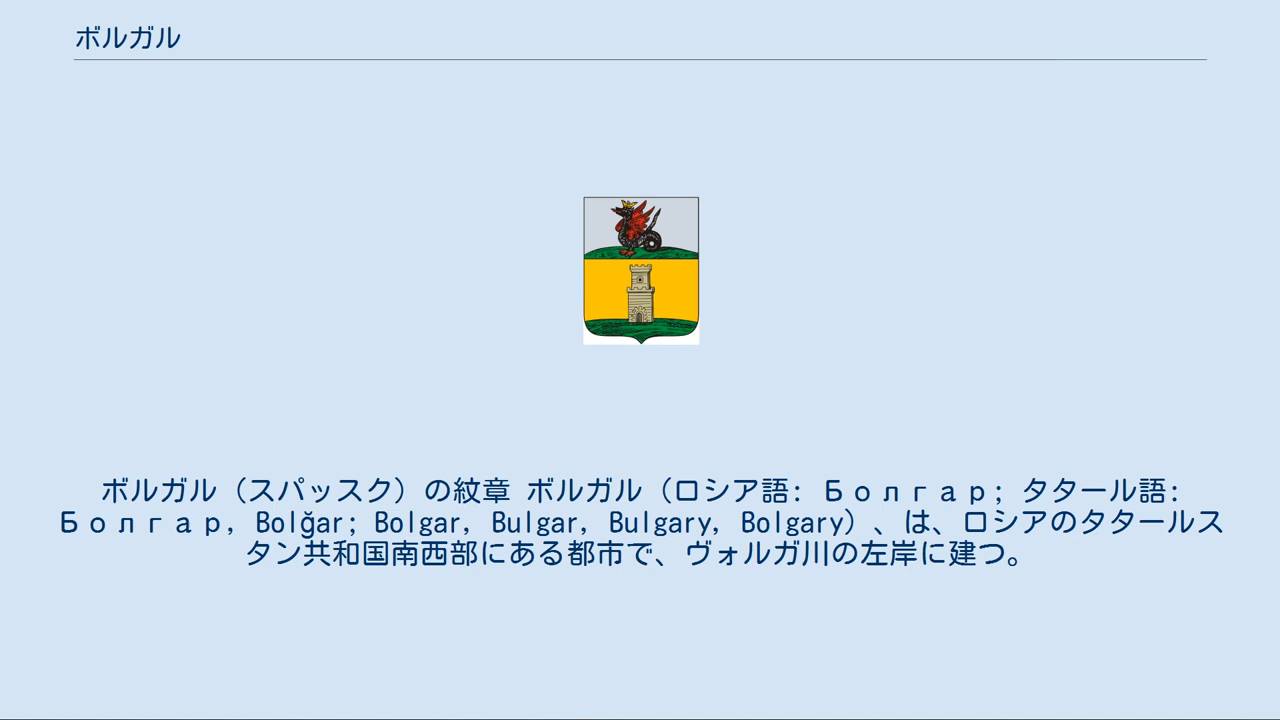 ボルガル
ボルガル（スパッスク）の紋章 ボルガル（ロシア語: Болгар; タタール語:
Болгар, Bolğar; Bolgar, Bulgar, Bulgary, Bolgary）、は、ロシアのタタールス
タン共和国南西部にある都市で、ヴォルガ川の左岸に建つ。